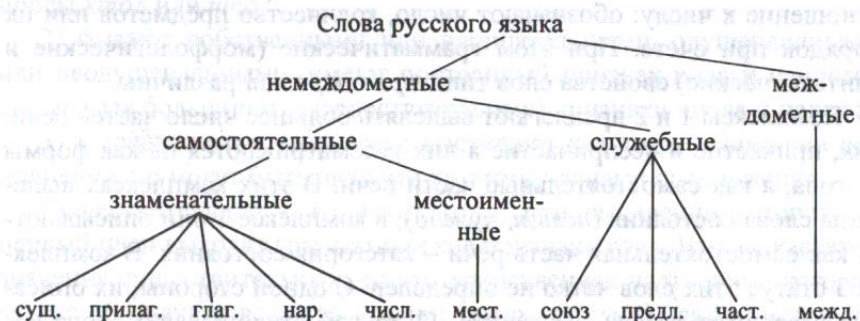 Слова русского языка
немеждометные меж-
дометные
самостоятельные служебные
знаменательные местоимен-
ные
сущ. прилаг. глаг. нар. числ. мест. союз предл. част. межд.